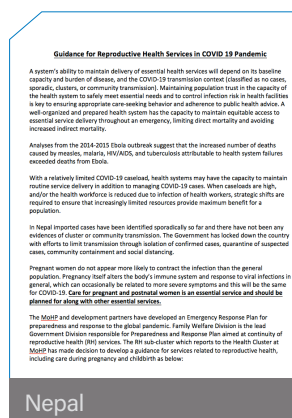 Guidance for Reproductive Health Services in COVID 19 Pandemic
A system's ability to maintain delivery of essential health services will depend on its baseline
capacity and burden of disease, and the COVID-19 transmission context (classified as no cases,
sporadic, clusters, or community transmission). Maintaining population trust in the capacity of
the health system to safely meet essential needs and to control infection risk in health facilities
is key to ensuring appropriate care-seeking behavior and adherence to public health advice. A
well-organized and prepared health system has the capacity to maintain equitable access to
essential service delivery throughout an emergency, limiting direct mortality and avoiding
increased indirect mortality.
Analyses from the 2014-2015 Ebola outbreak suggest that the increased number of deaths
caused by measles, malaria, HIV/AIDS, and tuberculosis attributable to health system failures
exceeded deaths from Ebola.
With a relatively limited COVID-19 caseload, health systems may have the capacity to maintain
routine service delivery in addition to managing COVID-19 cases. When caseloads are high,
and/or the health workforce is reduced due to infection of health workers, strategic shifts are
required to ensure that increasingly limited resources provide maximum benefit for a
population.
In Nepal imported cases have been identified sporadically so far and there have not been any
evidences of cluster or community transmission. The Government has locked down the country
with efforts to limit transmission through isolation of confirmed cases, quarantine of suspected
cases, community containment and social distancing.
Pregnant women do not appear more likely to contract the infection than the general
population. Pregnancy itself alters the body's immune system and response to viral infections in
general, which can occasionally be related to more severe symptoms and this will be the same
for COVID-19. Care for pregnant and postnatal women is an essential service and should be
planned for along with other essential services.
The MoHP and development partners have developed an Emergency Response Plan for
preparedness and response to the global pandemic. Family Welfare Division is the lead
Government Division responsible for Preparedness and Response Plan aimed at continuity of
reproductive health (RH) services. The RH sub-cluster which reports to the Health Cluster at
MoHP has made decision to develop a guidance for services related to reproductive health,
including care during pregnancy and childbirth as below:
Nepal